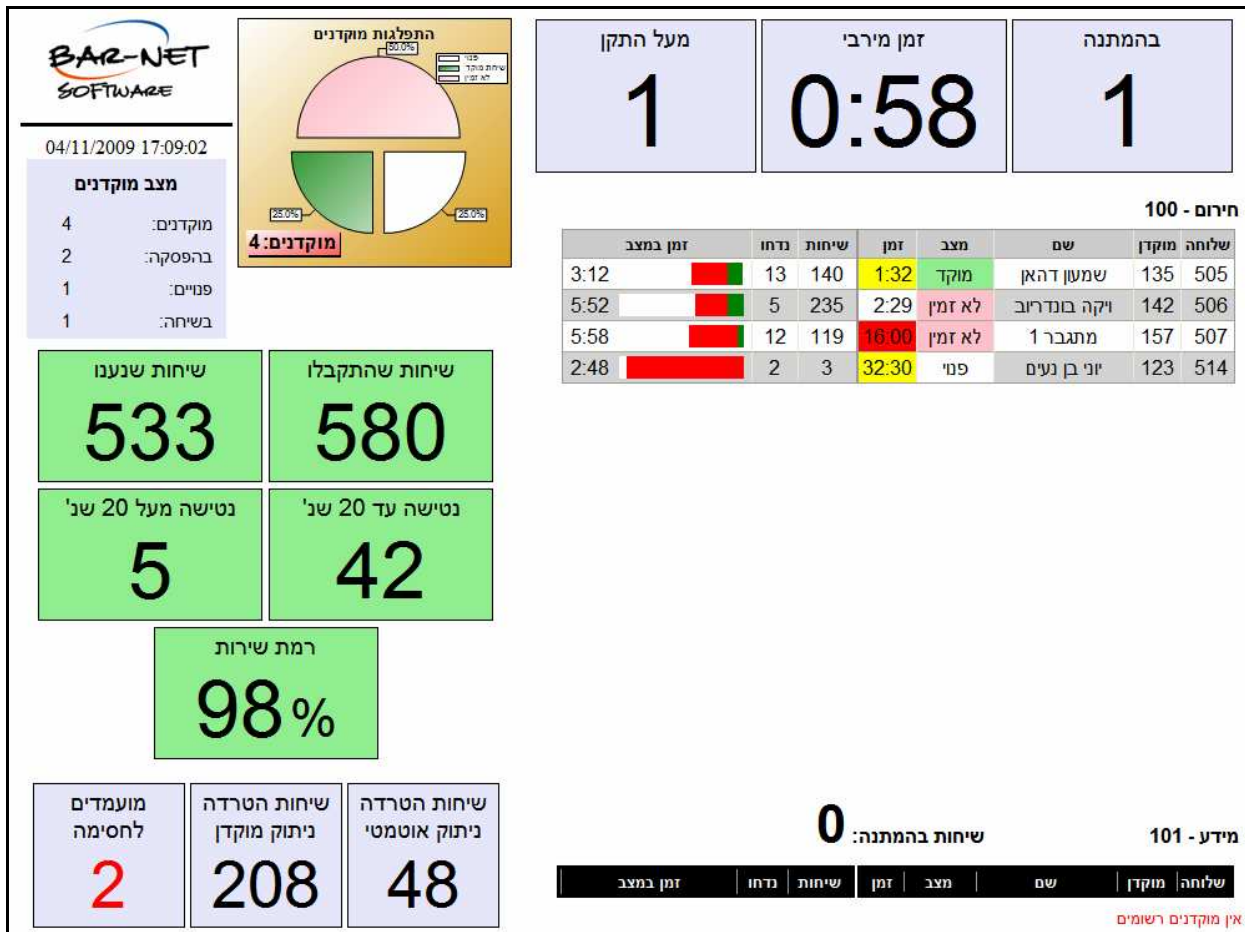 BAR-NET
SOFTWARE
04/11/2009 17:09:02
מצב מוקדנים
מוקדנים: 4
בהפסקה: 2
פנויים: 1
בשיחה: 1
התפלגות מוקדנים
50.0%
פנוי
שיחת מוקד
לא זמין
25.0%
25.0%
מוקדנים: 4
בהמתנה
1
זמן מירבי
0:58
מעל התקן
1
חירום - 100
שלוחה מוקדן שם מצב זמן שיחות נדחו זמן במצב
505 135 שמעון דהאן מוקד 1:32 140 13 3:12
506 142 ויקה בונדריוב לא זמין 2:29 235 5 5:52
507 157 מתגבר 1 לא זמין 16:00 119 12 5:58
514 123 יוני בן נעים פנוי 32:30 3 2 2:48
שיחות שהתקבלו
580
שיחות שנענו
533
נטישה עד 20 שנ'
42
נטישה מעל 20 שנ'
5
רמת שירות
98%
שיחות הטרדה
ניתוק אוטמטי
48
שיחות הטרדה
ניתוק מוקדן
208
מועמדים
לחסימה
2
מידע - 101
שיחות בהמתנה: 0
שלוחה מוקדן שם מצב זמן שיחות נדחו זמן במצב
אין מוקדנים רשומים